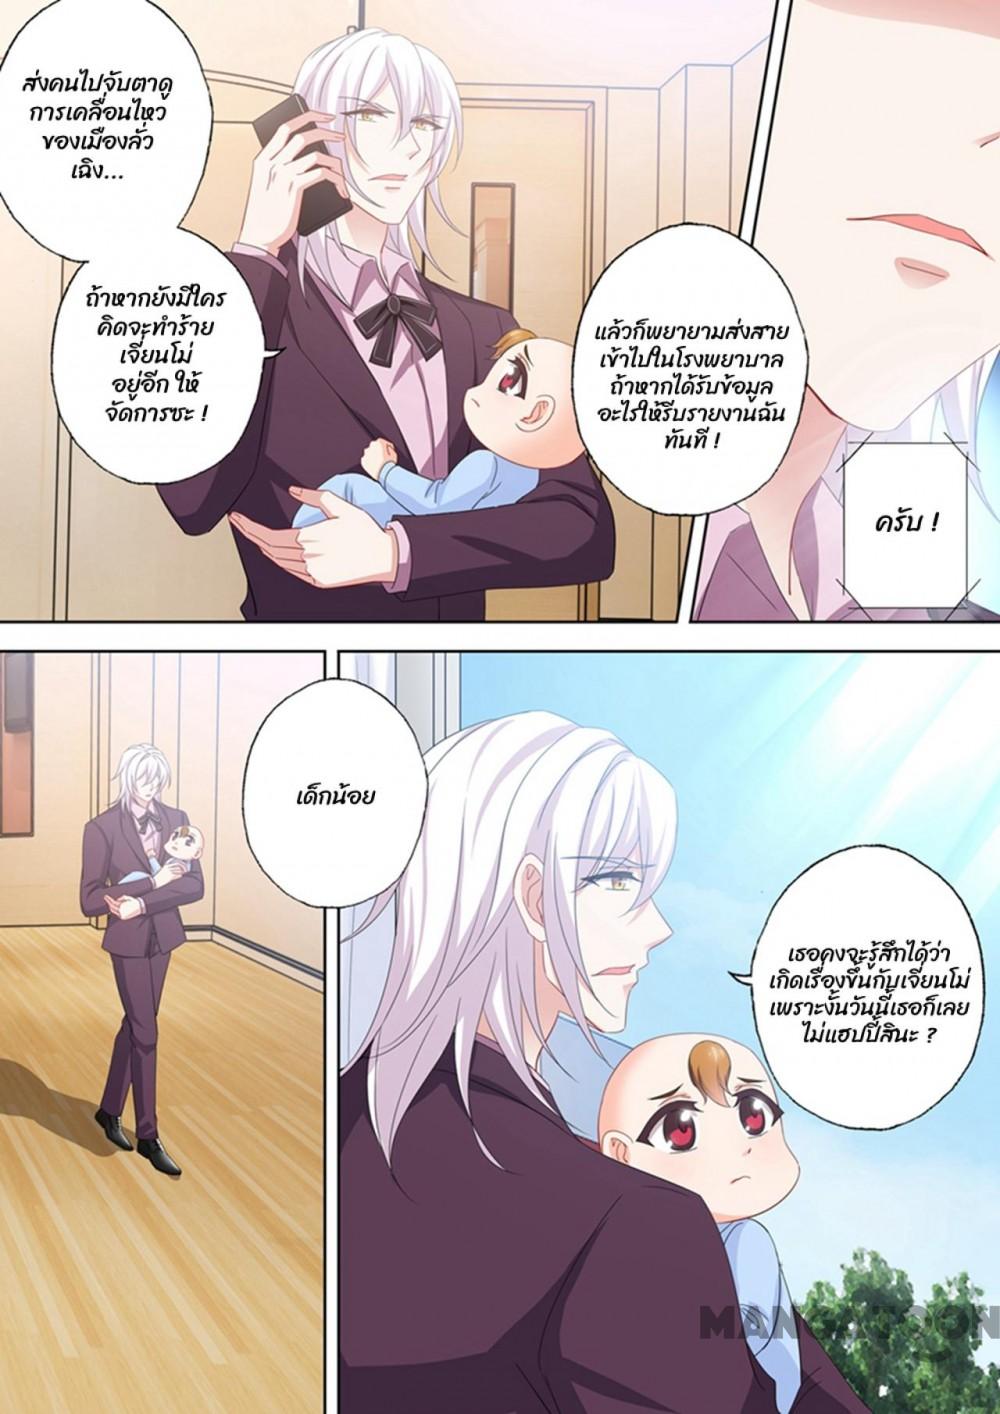 ส่งคนไปจับตาดู
การเคลื่อนไหว
ของเมืองลั่ว
เฉิง...
ถ้าหากยังมีใคร
คิดจะทำร้าย
เจี่ยนโม่
อยู่อีก ให้
จัดการซะ !
แล้วก็พยายามส่งสาย
เข้าไปในโรงพยาบาล
ถ้าหากได้รับข้อมูล
อะไรให้รีบรายงานฉัน
ทันที !
ครับ !
เด็กน้อย
เธอคงจะรู้สึกได้ว่า
เกิดเรื่องขึ้นกับเจี่ยนโม่
เพราะงั้นวันนี้เธอก็เลย
ไม่แฮปปี้สินะ ?
MANGATOON